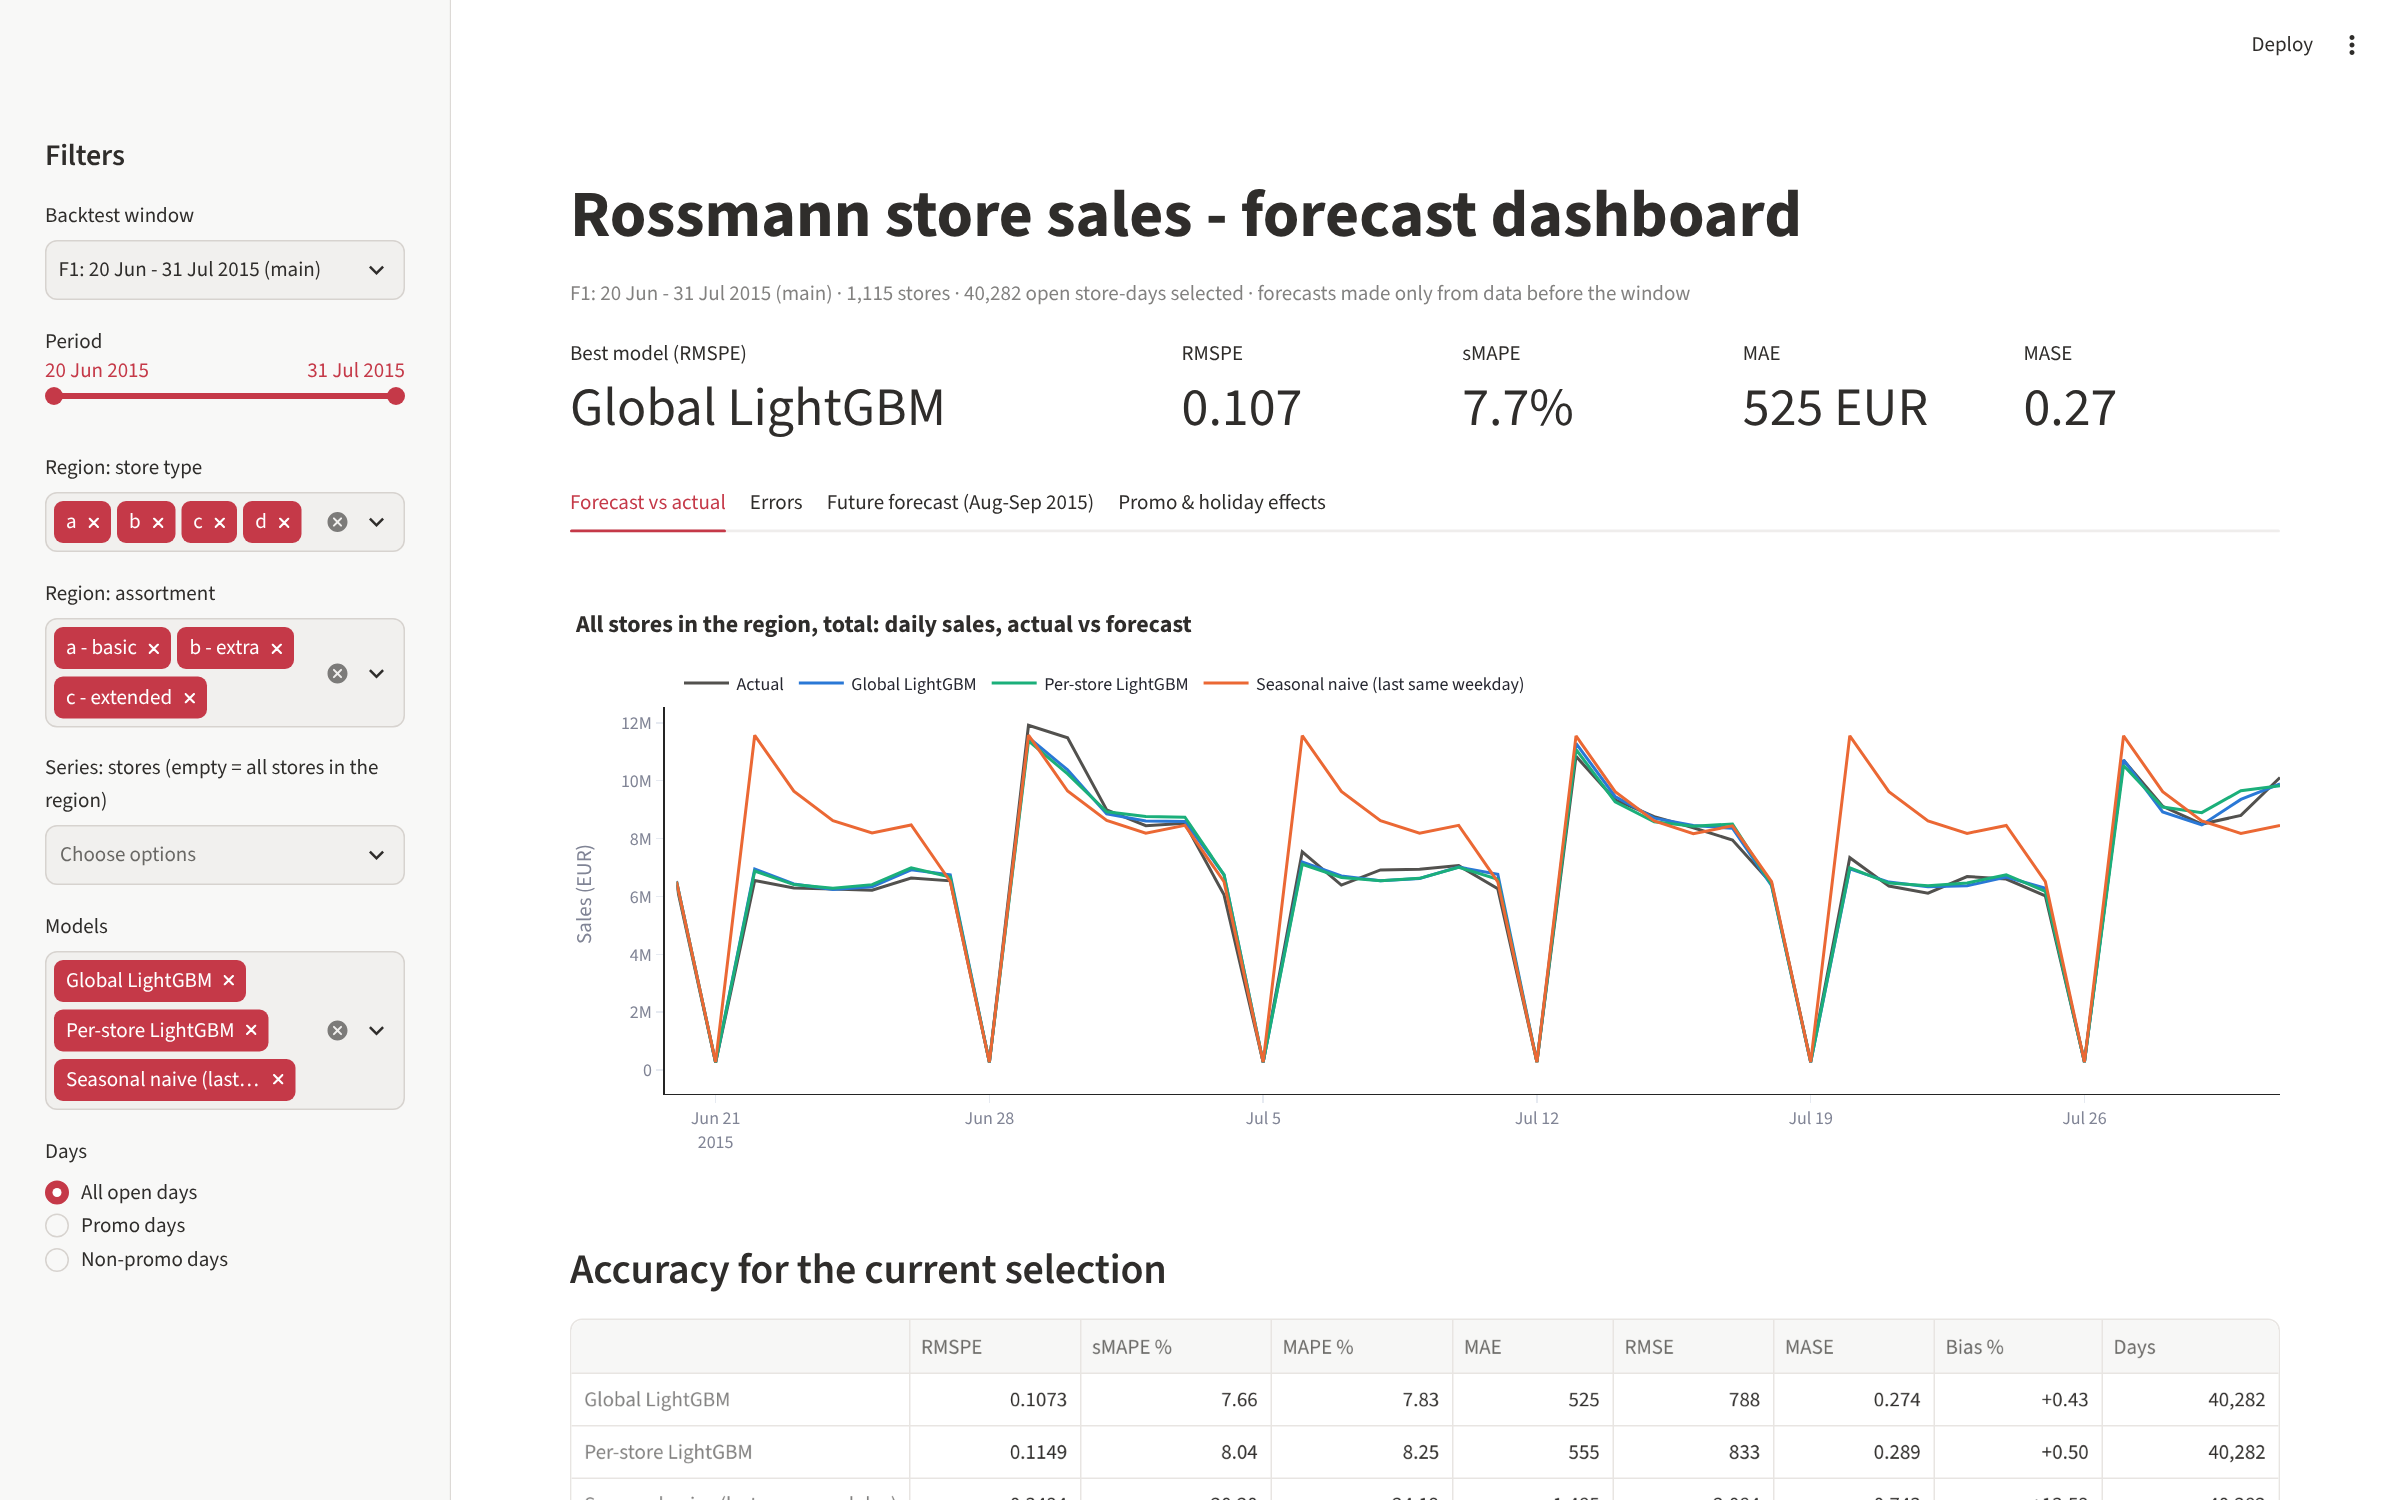 Deploy
Filters
Backtest window
F1: 20 Jun - 31 Jul 2015 (main)
Period
20 Jun 2015 31 Jul 2015
Region: store type
a b c d
Region: assortment
a - basic b - extra
c - extended
Series: stores (empty = all stores in the
region)
Choose options
Models
Global LightGBM
Per-store LightGBM
Seasonal naive (last…
Days
All open days
Promo days
Non-promo days
Rossmann store sales - forecast dashboard
F1: 20 Jun - 31 Jul 2015 (main) · 1,115 stores · 40,282 open store-days selected · forecasts made only from data before the window
Best model (RMSPE) RMSPE sMAPE MAE MASE
Global LightGBM 0.107 7.7% 525 EUR 0.27
Forecast vs actual Errors Future forecast (Aug-Sep 2015) Promo & holiday effects
All stores in the region, total: daily sales, actual vs forecast
Actual Global LightGBM Per-store LightGBM Seasonal naive (last same weekday)
Sales (EUR)
12M
10M
8M
6M
4M
2M
0
Jun 21 Jun 28 Jul 5 Jul 12 Jul 19 Jul 26
2015
Accuracy for the current selection
RMSPE sMAPE % MAPE % MAE RMSE MASE Bias % Days
Global LightGBM 0.1073 7.66 7.83 525 788 0.274 +0.43 40,282
Per-store LightGBM 0.1149 8.04 8.25 555 833 0.289 +0.50 40,282